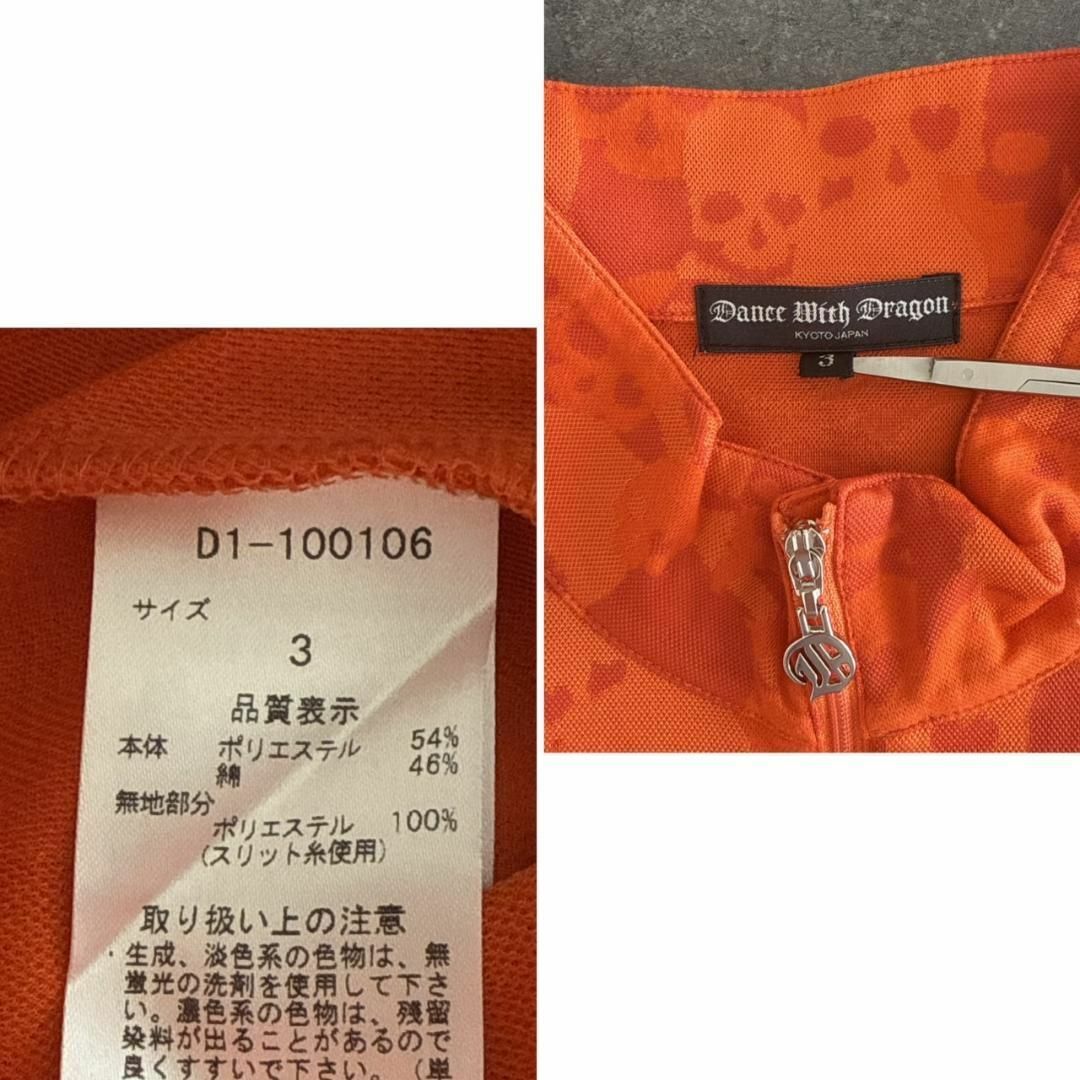 Dance With Dragon
KYOTO JAPAN
3
D1-100106
サイズ
3
品質表示
本体 ポリエステル 54%
綿 46%
無地部分
ポリエステル 100%
(スリット糸使用)
取り扱い上の注意
・生成、淡色系の色物は、無
蛍光の洗剤を使用して下さ
い。濃色系の色物は、残留
染料が出ることがあるので
良くすすいで下さい。(単